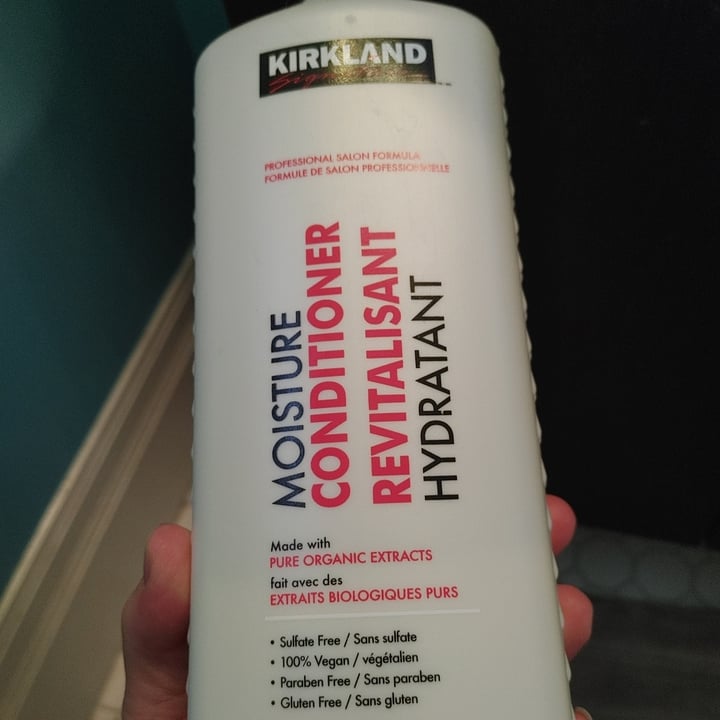 KIRKLAND
Signature
PROFESSIONAL SALON FORMULA
FORMULE DE SALON PROFESSIONNELLE
MOISTURE
CONDITIONER
REVITALISANT
HYDRATANT
Made with
PURE ORGANIC EXTRACTS
fait avec des
EXTRAITS BIOLOGIQUES PURS
• Sulfate Free / Sans sulfate
• 100% Vegan / végétalien
• Paraben Free / Sans paraben
• Gluten Free / Sans gluten